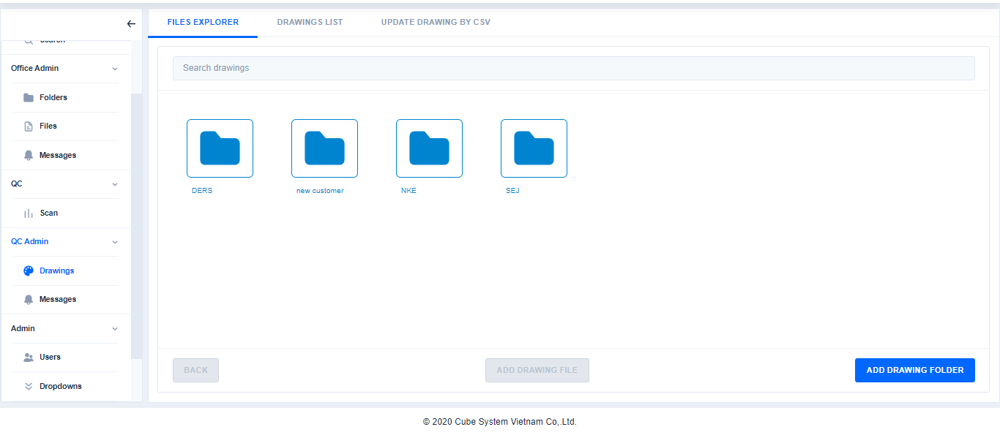 FILES EXPLORER DRAWINGS LIST UPDATE DRAWING BY CSV
Search
Office Admin
Folders
Files
Messages
QC
Scan
QC Admin
Drawings
Messages
Admin
Users
Dropdowns
Search drawings
DERS new customer NKE SEJ
BACK ADD DRAWING FILE ADD DRAWING FOLDER
© 2020 Cube System Vietnam Co,.Ltd.